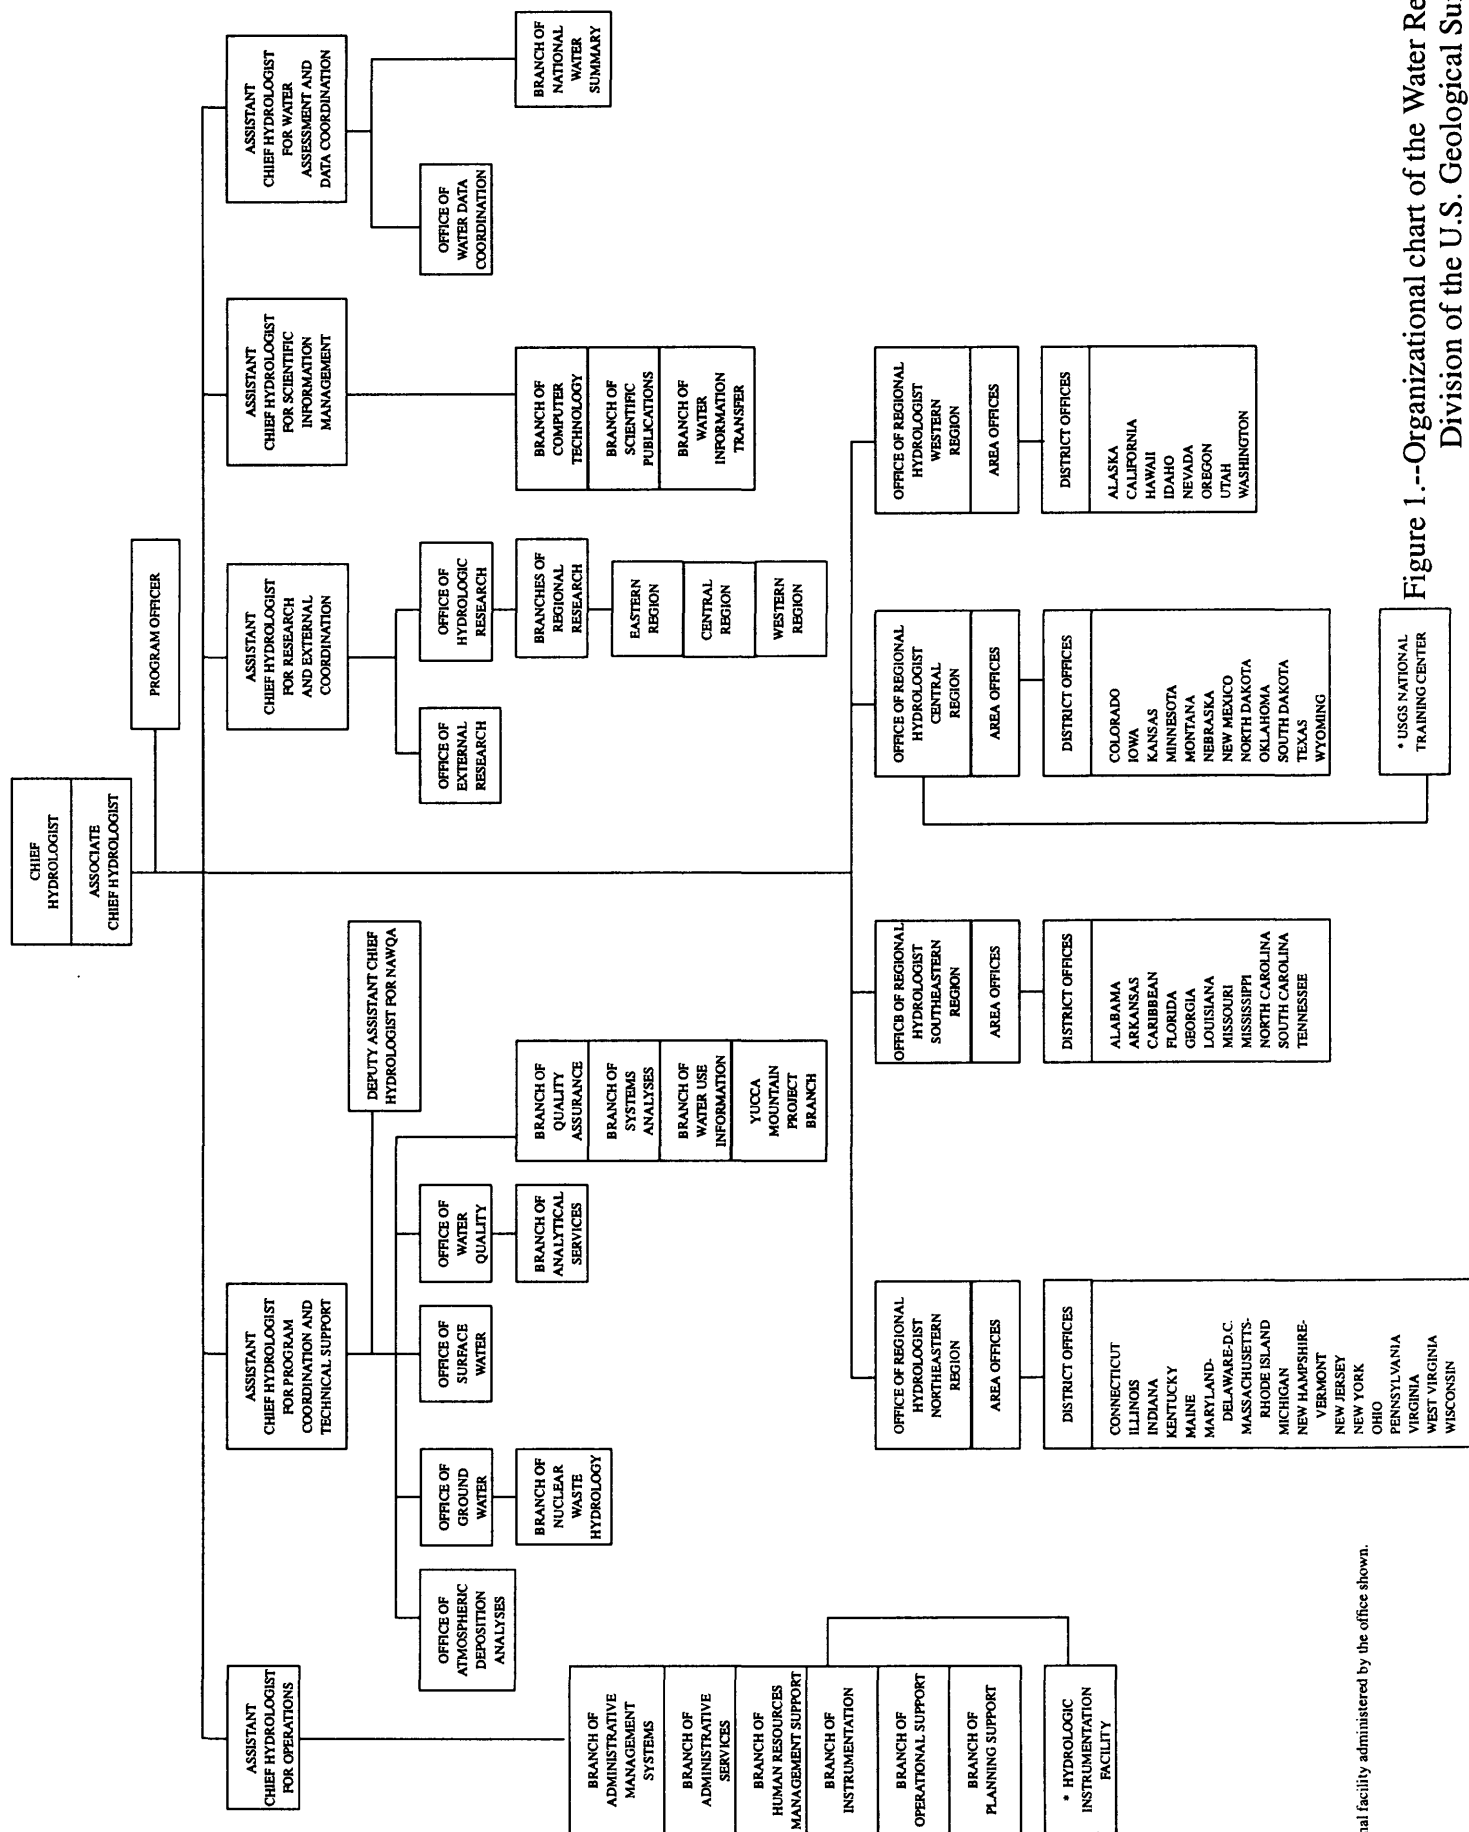 CHIEF
HYDROLOGIST
ASSOCIATE
CHIEF HYDROLOGIST
PROGRAM OFFICER
ASSISTANT
CHIEF HYDROLOGIST
FOR OPERATIONS
ASSISTANT
CHIEF HYDROLOGIST
FOR PROGRAM
COORDINATION AND
TECHNICAL SUPPORT
ASSISTANT
CHIEF HYDROLOGIST
FOR RESEARCH
AND EXTERNAL
COORDINATION
ASSISTANT
CHIEF HYDROLOGIST
FOR SCIENTIFIC
INFORMATION
MANAGEMENT
ASSISTANT
CHIEF HYDROLOGIST
FOR WATER
ASSESSMENT AND
DATA COORDINATION
DEPUTY ASSISTANT CHIEF
HYDROLOGIST FOR NAWQA
OFFICE OF
ATMOSPHERIC
DEPOSITION
ANALYSES
OFFICE OF
GROUND
WATER
OFFICE OF
SURFACE
WATER
OFFICE OF
WATER
QUALITY
OFFICE OF
EXTERNAL
RESEARCH
OFFICE OF
HYDROLOGIC
RESEARCH
OFFICE OF
WATER DATA
COORDINATION
BRANCH OF
NUCLEAR
WASTE
HYDROLOGY
BRANCH OF
ANALYTICAL
SERVICES
BRANCH OF
QUALITY
ASSURANCE
BRANCH OF
SYSTEMS
ANALYSES
BRANCH OF
WATER USE
INFORMATION
YUCCA
MOUNTAIN
PROJECT
BRANCH
BRANCHES OF
REGIONAL
RESEARCH
EASTERN
REGION
CENTRAL
REGION
WESTERN
REGION
BRANCH OF
COMPUTER
TECHNOLOGY
BRANCH OF
SCIENTIFIC
PUBLICATIONS
BRANCH OF
WATER
INFORMATION
TRANSFER
BRANCH OF
NATIONAL
WATER
SUMMARY
BRANCH OF
ADMINISTRATIVE
MANAGEMENT
SYSTEMS
BRANCH OF
ADMINISTRATIVE
SERVICES
BRANCH OF
HUMAN RESOURCES
MANAGEMENT SUPPORT
BRANCH OF
INSTRUMENTATION
BRANCH OF
OPERATIONAL SUPPORT
BRANCH OF
PLANNING SUPPORT
* HYDROLOGIC
INSTRUMENTATION
FACILITY
OFFICE OF REGIONAL
HYDROLOGIST
NORTHEASTERN
REGION
AREA OFFICES
DISTRICT OFFICES
CONNECTICUT
ILLINOIS
INDIANA
KENTUCKY
MAINE
MARYLAND-
DELAWARE-D.C.
MASSACHUSETTS-
RHODE ISLAND
MICHIGAN
NEW HAMPSHIRE-
VERMONT
NEW JERSEY
NEW YORK
OHIO
PENNSYLVANIA
VIRGINIA
WEST VIRGINIA
WISCONSIN
OFFICE OF REGIONAL
HYDROLOGIST
SOUTHEASTERN
REGION
AREA OFFICES
DISTRICT OFFICES
ALABAMA
ARKANSAS
CARIBBEAN
FLORIDA
GEORGIA
LOUISIANA
MISSOURI
MISSISSIPPI
NORTH CAROLINA
SOUTH CAROLINA
TENNESSEE
OFFICE OF REGIONAL
HYDROLOGIST
CENTRAL
REGION
AREA OFFICES
DISTRICT OFFICES
COLORADO
IOWA
KANSAS
MINNESOTA
MONTANA
NEBRASKA
NEW MEXICO
NORTH DAKOTA
OKLAHOMA
SOUTH DAKOTA
TEXAS
WYOMING
* USGS NATIONAL
TRAINING CENTER
OFFICE OF REGIONAL
HYDROLOGIST
WESTERN
REGION
AREA OFFICES
DISTRICT OFFICES
ALASKA
CALIFORNIA
HAWAII
IDAHO
NEVADA
OREGON
UTAH
WASHINGTON
nal facility administered by the office shown.
Figure 1.--Organizational chart of the Water Re
Division of the U.S. Geological Su